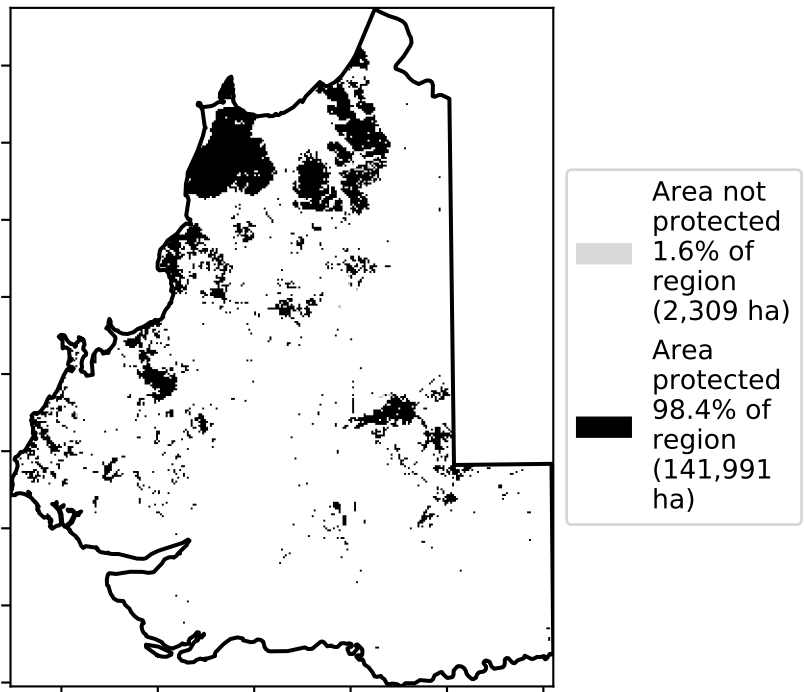 Area not
protected
1.6% of
region
(2,309 ha)
Area
protected
98.4% of
region
(141,991
ha)